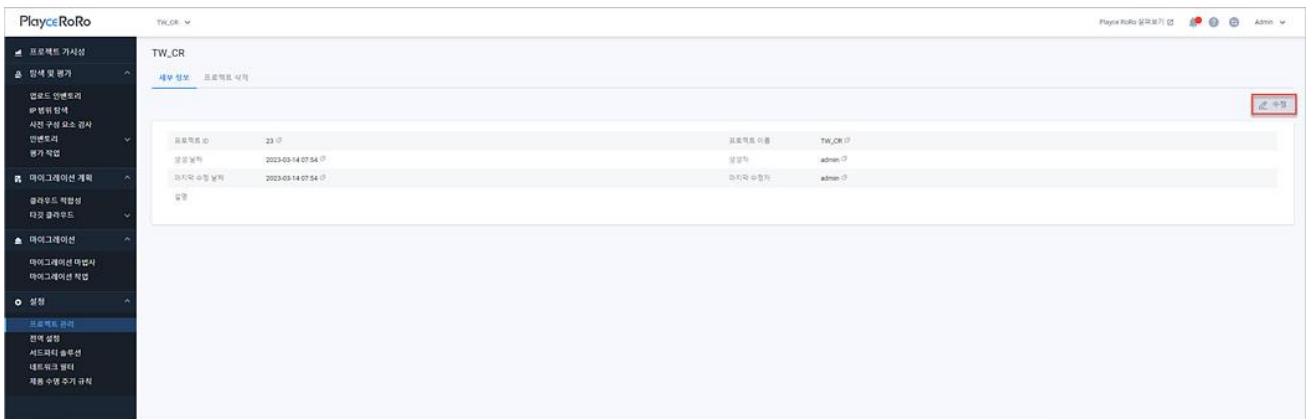 PlayceRoRo
TW_CR
Playce RoRo 살펴보기
Admin
프로젝트 가시성
탐색 및 평가
업로드 인벤토리
IP 범위 탐색
사전 구성 요소 검사
인벤토리
평가 작업
마이그레이션 계획
클라우드 적합성
타깃 클라우드
마이그레이션
마이그레이션 마법사
마이그레이션 작업
설정
프로젝트 관리
전역 설정
서드파티 솔루션
네트워크 필터
제품 수명 주기 규칙
TW_CR
세부 정보 프로젝트 삭제
수정
프로젝트 ID 23 프로젝트 이름 TW_CR
생성 날짜 2023-03-14 07:54 생성자 admin
마지막 수정 날짜 2023-03-14 07:54 마지막 수정자 admin
설명